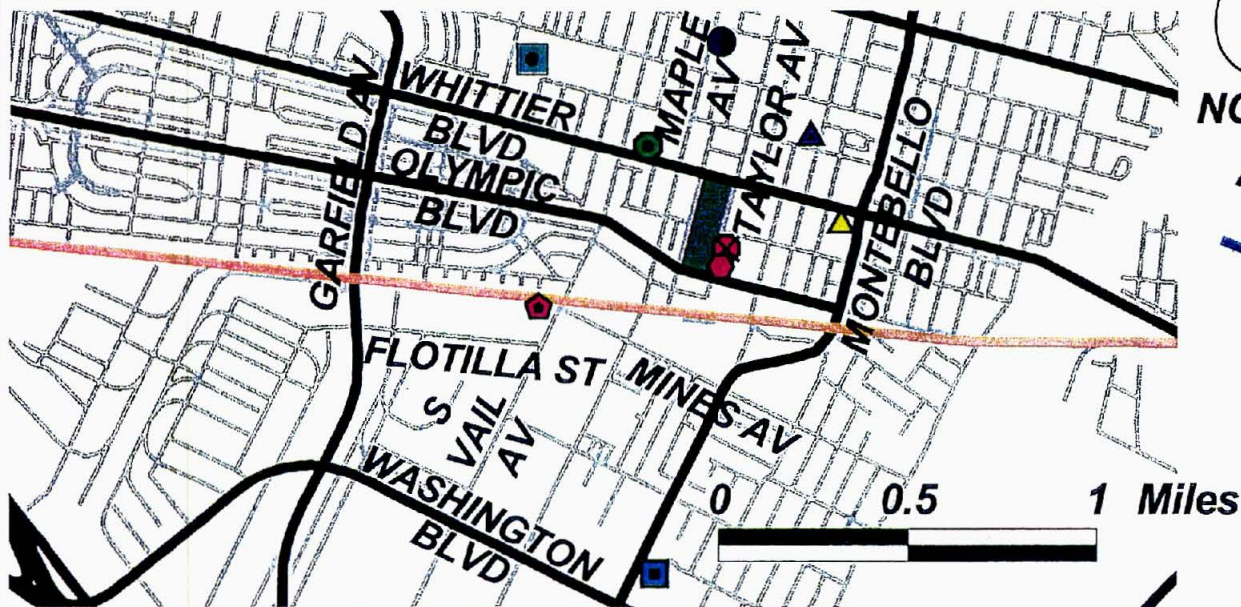 MAPLE
AV
TAYLOR AV
NO
WHITTIER
BLVD
OLYMPIC
BLVD
GARFIELD AV
MONTEBELLO
BLVD
FLOTILLA ST
MINES AV
S
VAIL
AV
WASHINGTON
BLVD
0 0.5 1 Miles